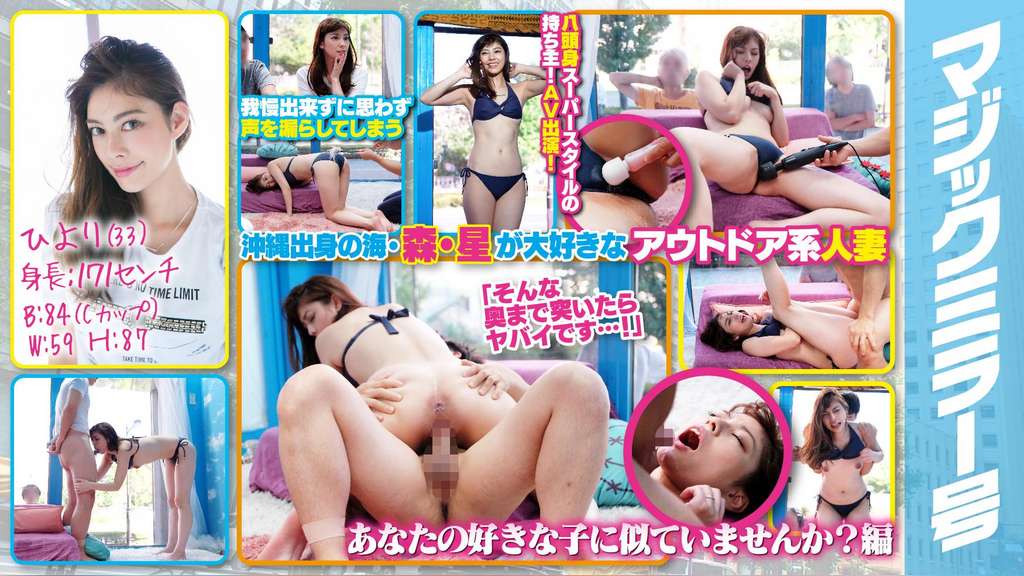 ひより(33)
身長:171センチ
B:84(Cカップ)
W:59 H:87
TIME LIMIT
TAKE TIME TO
我慢出来ずに思わず
声を漏らしてしまう
八頭身スーパースタイルの
持ち主!AV出演!
沖縄出身の海・森・星が大好きなアウトドア系人妻
「そんな
奥まで突いたら
ヤバイです…!」
あなたの好きな子に似ていませんか?編
マジックミラー号